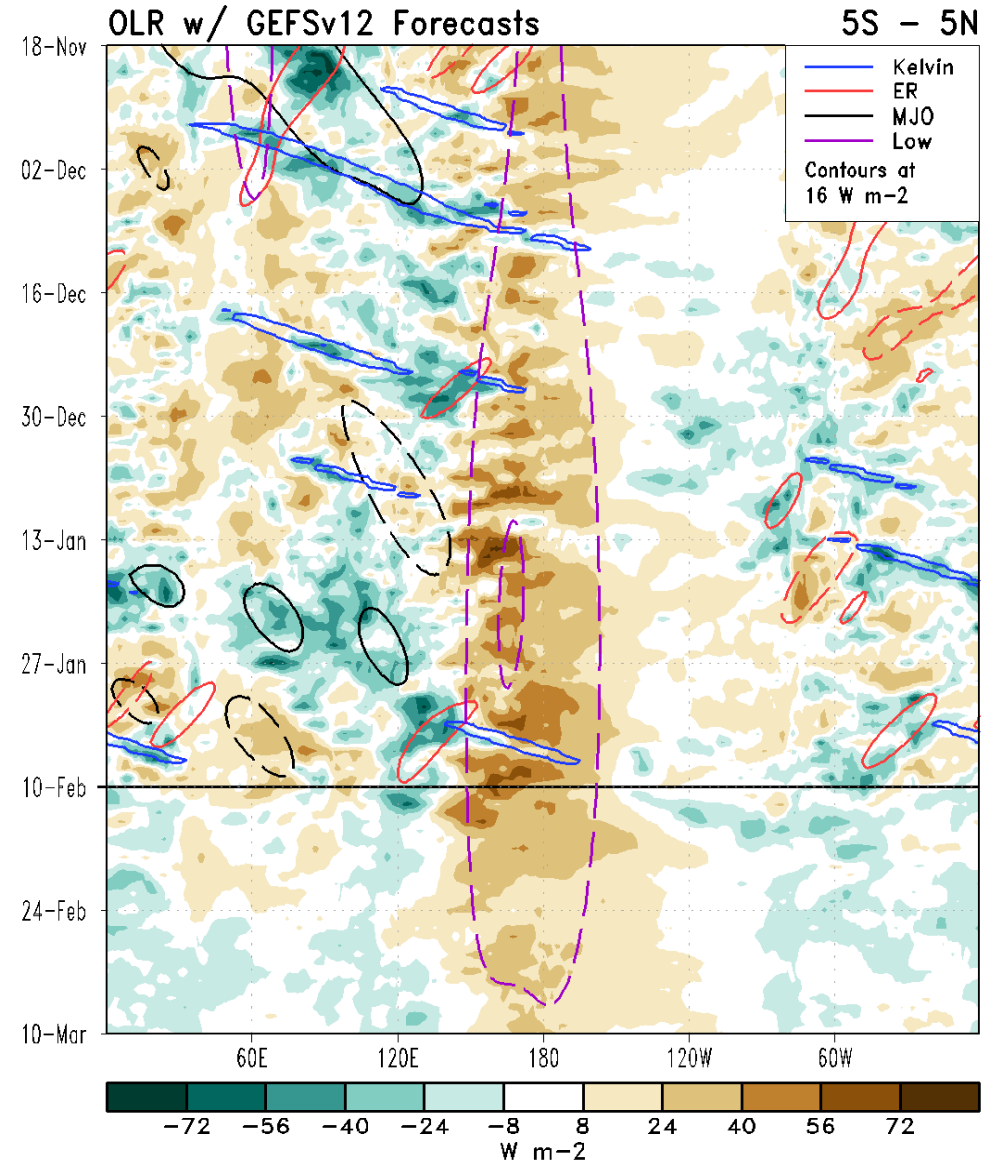 OLR w/ GEFSv12 Forecasts 5S - 5N
18-Nov
Kelvin
ER
MJO
Low
Contours at
16 W m-2
02-Dec
16-Dec
30-Dec
13-Jan
27-Jan
10-Feb
24-Feb
10-Mar
60E 120E 180 120W 60W
-72 -56 -40 -24 -8 8 24 40 56 72
W m-2